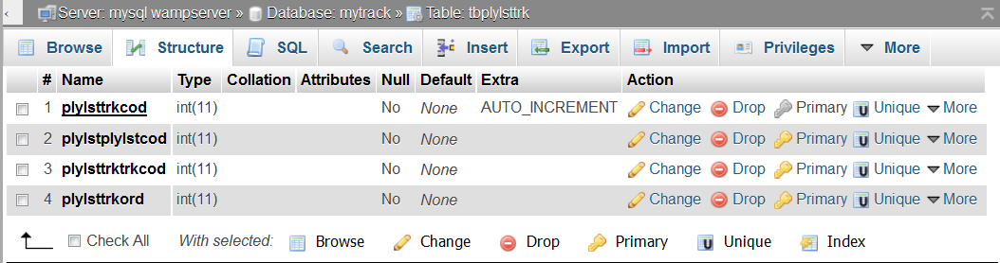 Server: mysql wampserver » Database: mytrack » Table: tbplylsttrk
Browse Structure SQL Search Insert Export Import Privileges More
# Name Type Collation Attributes Null Default Extra Action
1 plylsttrkcod int(11) No None AUTO_INCREMENT Change Drop Primary Unique More
2 plylstplylstcod int(11) No None Change Drop Primary Unique More
3 plylsttrktrkcod int(11) No None Change Drop Primary Unique More
4 plylsttrkord int(11) No None Change Drop Primary Unique More
Check All With selected: Browse Change Drop Primary Unique Index